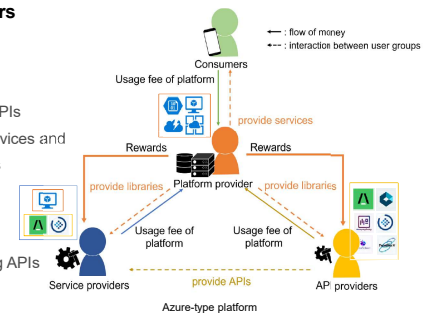 rs
: flow of money
: interaction between user groups
Consumers
Usage fee of platform
PIs
provide services
vices and
Rewards
Rewards
provide libraries
Platform provider
provide libraries
Usage fee of
platform
Usage fee of
platform
g APIs
provide APIs
Service providers
API providers
Azure-type platform